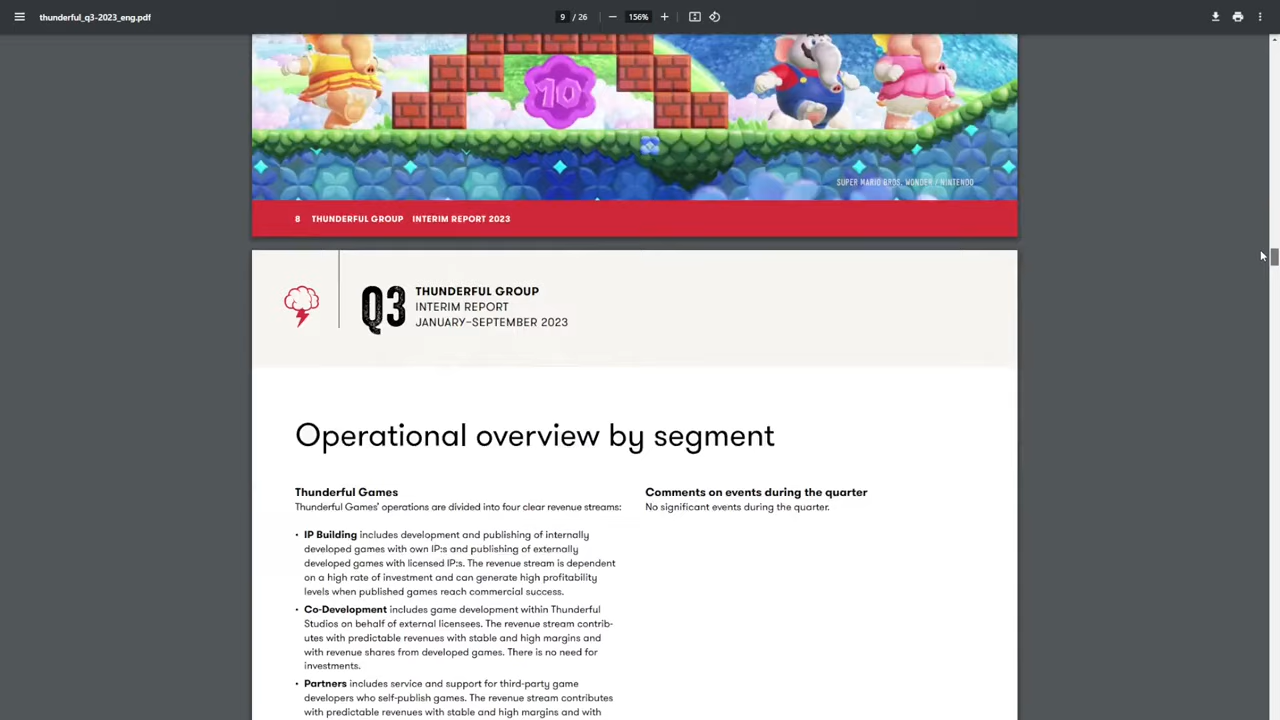 thunderful_q3-2023_eng.pdf
9 / 26
156%
10
SUPER MARIO BROS. WONDER / NINTENDO
8 THUNDERFUL GROUP INTERIM REPORT 2023
Q3
THUNDERFUL GROUP
INTERIM REPORT
JANUARY–SEPTEMBER 2023
Operational overview by segment
Thunderful Games
Thunderful Games' operations are divided into four clear revenue streams:
• IP Building includes development and publishing of internally
developed games with own IP:s and publishing of externally
developed games with licensed IP:s. The revenue stream is dependent
on a high rate of investment and can generate high profitability
levels when published games reach commercial success.
• Co-Development includes game development within Thunderful
Studios on behalf of external licensees. The revenue stream contrib-
utes with predictable revenues with stable and high margins and
with revenue shares from developed games. There is no need for
investments.
• Partners includes service and support for third-party game
developers who self-publish games. The revenue stream contributes
with predictable revenues with stable and high margins and with
Comments on events during the quarter
No significant events during the quarter.